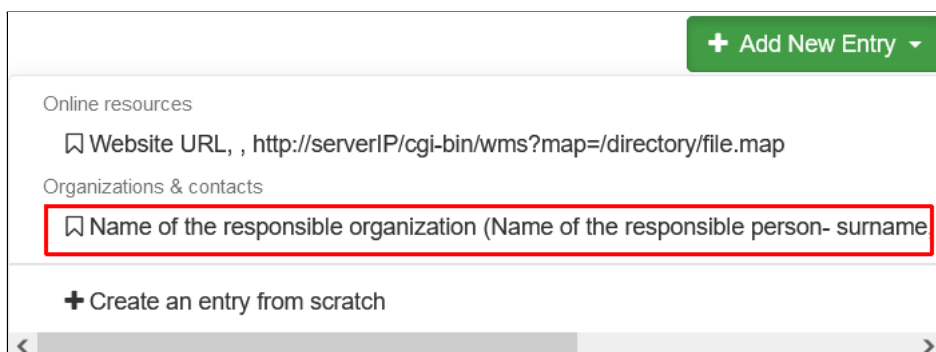 Add New Entry
Online resources
Website URL, , http://serverIP/cgi-bin/wms?map=/directory/file.map
Organizations & contacts
Name of the responsible organization (Name of the responsible person- surname,
Create an entry from scratch